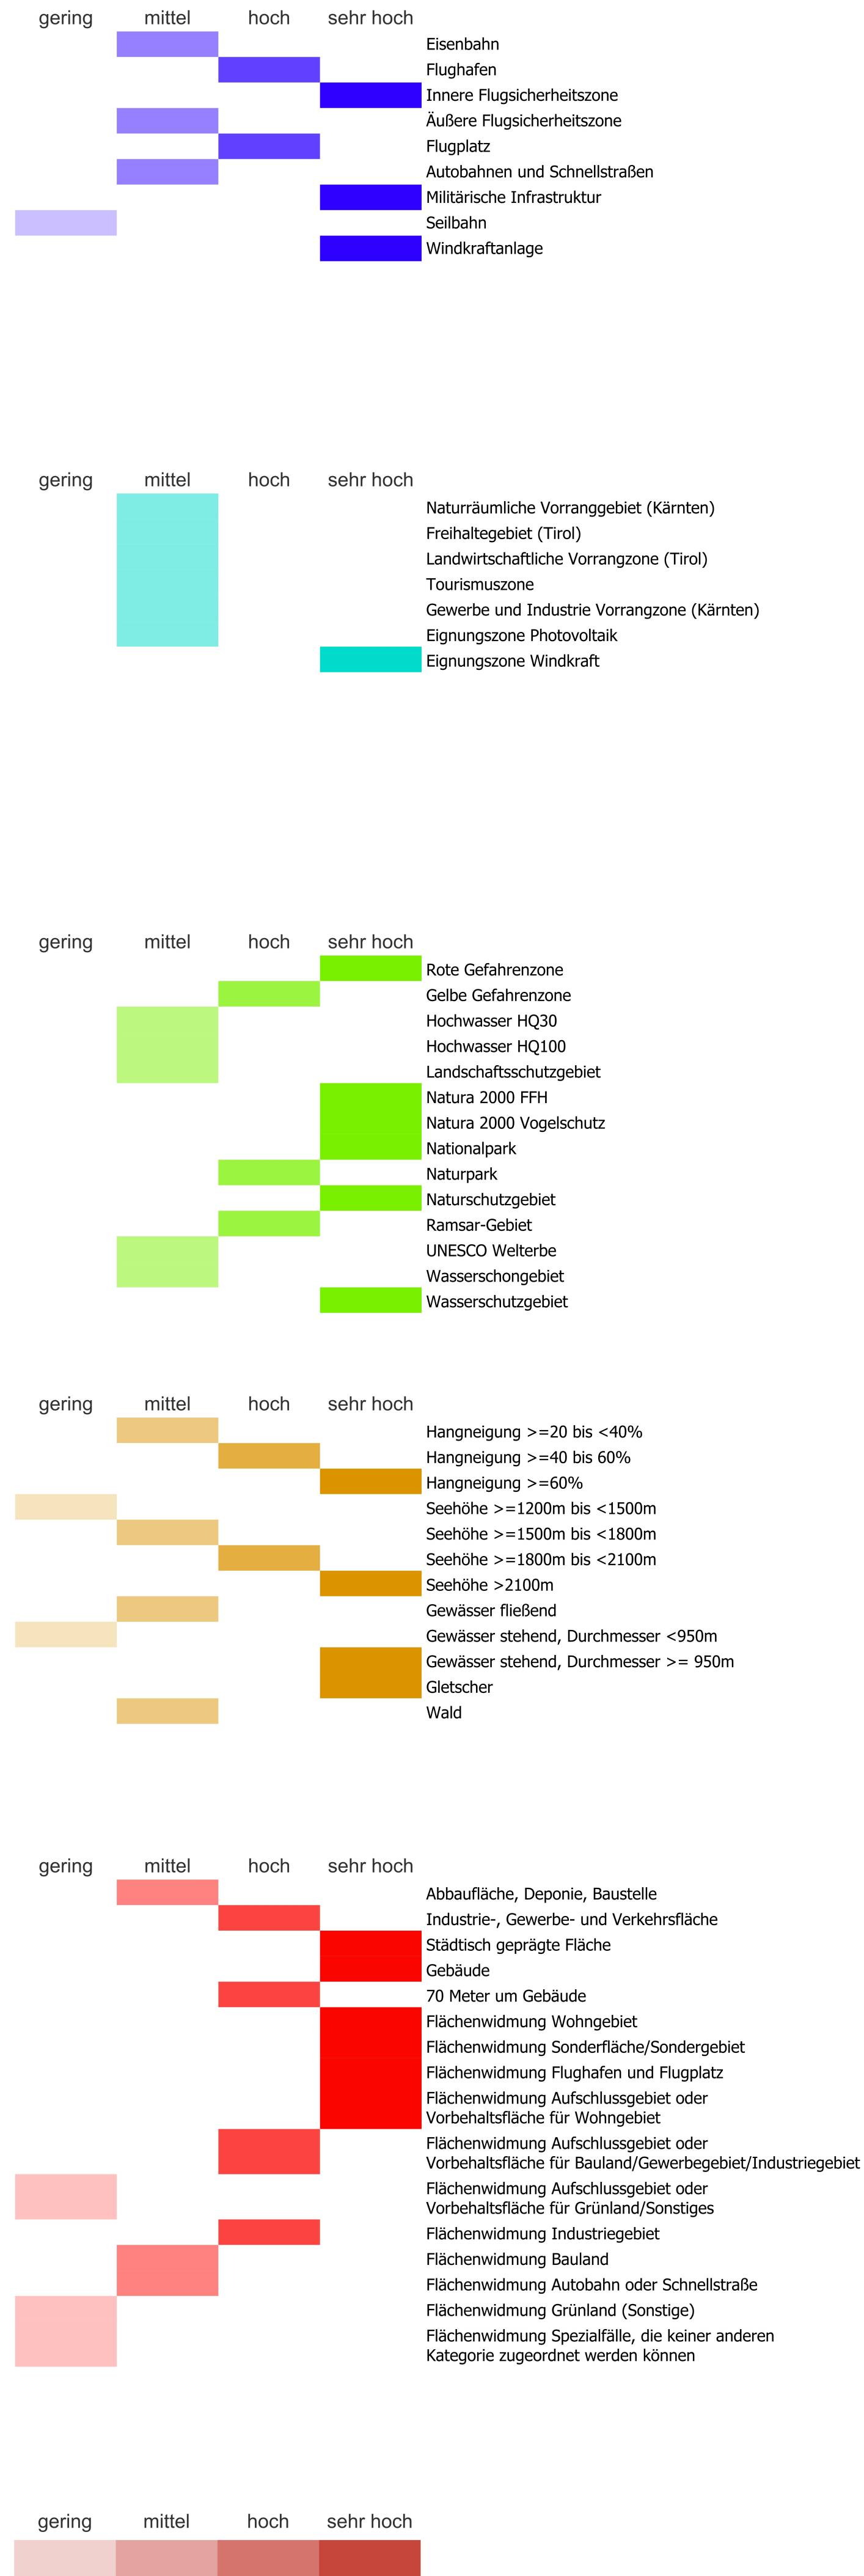 gering mittel hoch sehr hoch
Eisenbahn
Flughafen
Innere Flugsicherheitszone
Äußere Flugsicherheitszone
Flugplatz
Autobahnen und Schnellstraßen
Militärische Infrastruktur
Seilbahn
Windkraftanlage
gering mittel hoch sehr hoch
Naturräumliche Vorranggebiet (Kärnten)
Freihaltegebiet (Tirol)
Landwirtschaftliche Vorrangzone (Tirol)
Tourismuszone
Gewerbe und Industrie Vorrangzone (Kärnten)
Eignungszone Photovoltaik
Eignungszone Windkraft
gering mittel hoch sehr hoch
Rote Gefahrenzone
Gelbe Gefahrenzone
Hochwasser HQ30
Hochwasser HQ100
Landschaftsschutzgebiet
Natura 2000 FFH
Natura 2000 Vogelschutz
Nationalpark
Naturpark
Naturschutzgebiet
Ramsar-Gebiet
UNESCO Welterbe
Wasserschongebiet
Wasserschutzgebiet
gering mittel hoch sehr hoch
Hangneigung >=20 bis <40%
Hangneigung >=40 bis 60%
Hangneigung >=60%
Seehöhe >=1200m bis <1500m
Seehöhe >=1500m bis <1800m
Seehöhe >=1800m bis <2100m
Seehöhe >2100m
Gewässer fließend
Gewässer stehend, Durchmesser <950m
Gewässer stehend, Durchmesser >= 950m
Gletscher
Wald
gering mittel hoch sehr hoch
Abbaufläche, Deponie, Baustelle
Industrie-, Gewerbe- und Verkehrsfläche
Städtisch geprägte Fläche
Gebäude
70 Meter um Gebäude
Flächenwidmung Wohngebiet
Flächenwidmung Sonderfläche/Sondergebiet
Flächenwidmung Flughafen und Flugplatz
Flächenwidmung Aufschlussgebiet oder
Vorbehaltsfläche für Wohngebiet
Flächenwidmung Aufschlussgebiet oder
Vorbehaltsfläche für Bauland/Gewerbegebiet/Industriegebiet
Flächenwidmung Aufschlussgebiet oder
Vorbehaltsfläche für Grünland/Sonstiges
Flächenwidmung Industriegebiet
Flächenwidmung Bauland
Flächenwidmung Autobahn oder Schnellstraße
Flächenwidmung Grünland (Sonstige)
Flächenwidmung Spezialfälle, die keiner anderen
Kategorie zugeordnet werden können
gering mittel hoch sehr hoch